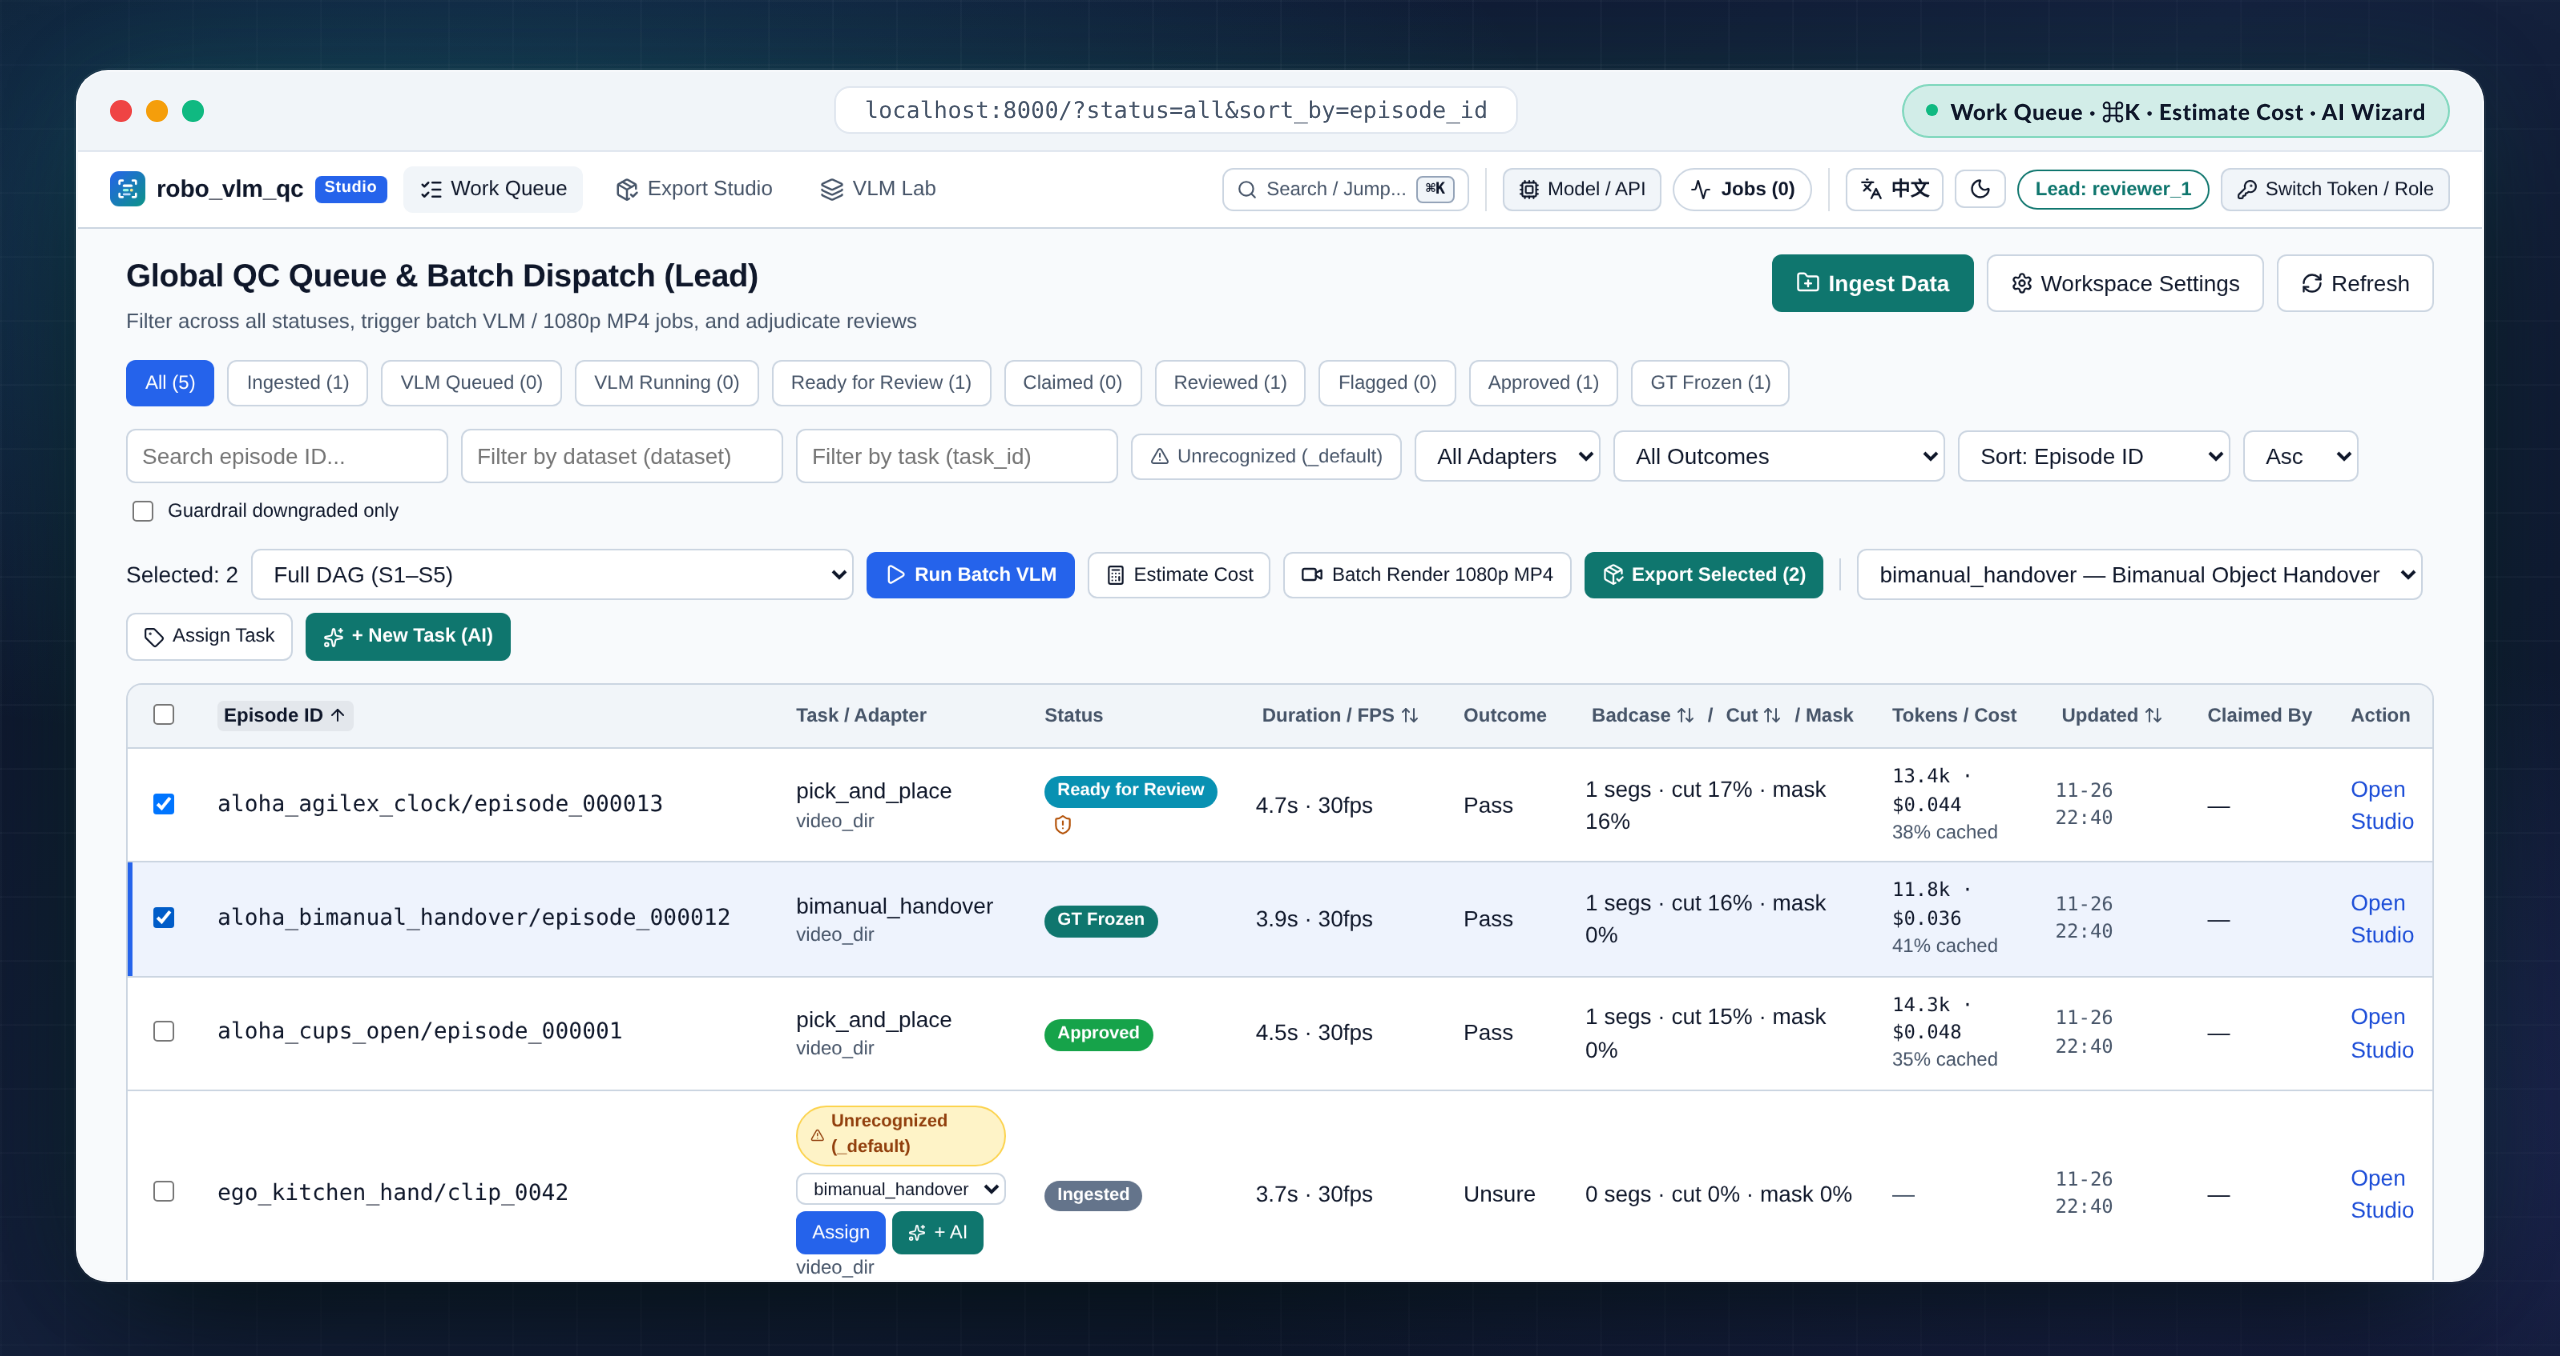 localhost:8000/?status=all&sort_by=episode_id
Work Queue · ⌘K · Estimate Cost · AI Wizard
robo_vlm_qc Studio Work Queue Export Studio VLM Lab Search / Jump... ⌘K Model / API Jobs (0) 中文 Lead: reviewer_1 Switch Token / Role
Global QC Queue & Batch Dispatch (Lead)
Ingest Data Workspace Settings Refresh
Filter across all statuses, trigger batch VLM / 1080p MP4 jobs, and adjudicate reviews
All (5) Ingested (1) VLM Queued (0) VLM Running (0) Ready for Review (1) Claimed (0) Reviewed (1) Flagged (0) Approved (1) GT Frozen (1)
Search episode ID... Filter by dataset (dataset) Filter by task (task_id) Unrecognized (_default) All Adapters All Outcomes Sort: Episode ID Asc
Guardrail downgraded only
Selected: 2 Full DAG (S1–S5) Run Batch VLM Estimate Cost Batch Render 1080p MP4 Export Selected (2) bimanual_handover — Bimanual Object Handover
Assign Task + New Task (AI)
Episode ID ↑ Task / Adapter Status Duration / FPS ↑↓ Outcome Badcase ↑↓ / Cut ↑↓ / Mask Tokens / Cost Updated ↑↓ Claimed By Action
aloha_agilex_clock/episode_000013
pick_and_place
video_dir
Ready for Review
4.7s · 30fps
Pass
1 segs · cut 17% · mask
16%
13.4k ·
$0.044
38% cached
11-26
22:40
—
Open
Studio
aloha_bimanual_handover/episode_000012
bimanual_handover
video_dir
GT Frozen
3.9s · 30fps
Pass
1 segs · cut 16% · mask
0%
11.8k ·
$0.036
41% cached
11-26
22:40
—
Open
Studio
aloha_cups_open/episode_000001
pick_and_place
video_dir
Approved
4.5s · 30fps
Pass
1 segs · cut 15% · mask
0%
14.3k ·
$0.048
35% cached
11-26
22:40
—
Open
Studio
ego_kitchen_hand/clip_0042
Unrecognized
(_default)
bimanual_handover
Assign + AI
video_dir
Ingested
3.7s · 30fps
Unsure
0 segs · cut 0% · mask 0%
—
11-26
22:40
—
Open
Studio